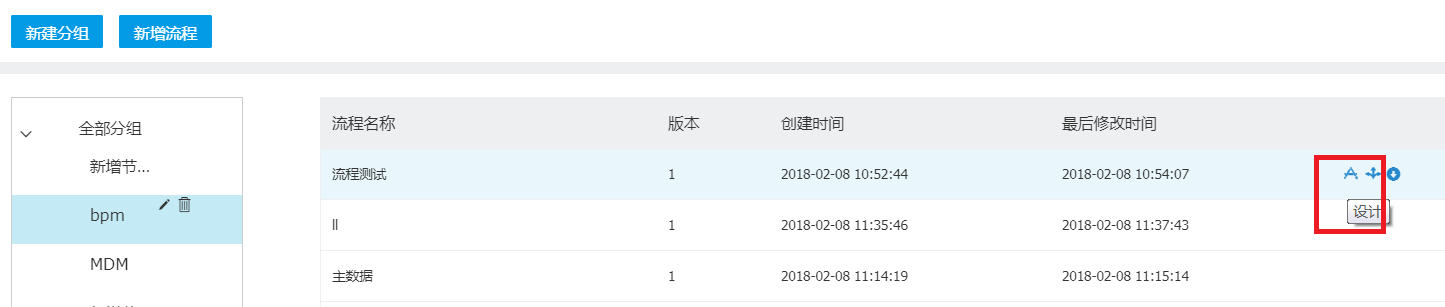 新建分组 新增流程
全部分组
新增节...
bpm
MDM
流程名称 版本 创建时间 最后修改时间
流程测试 1 2018-02-08 10:52:44 2018-02-08 10:54:07
设计
ll 1 2018-02-08 11:35:46 2018-02-08 11:37:43
主数据 1 2018-02-08 11:14:19 2018-02-08 11:15:14